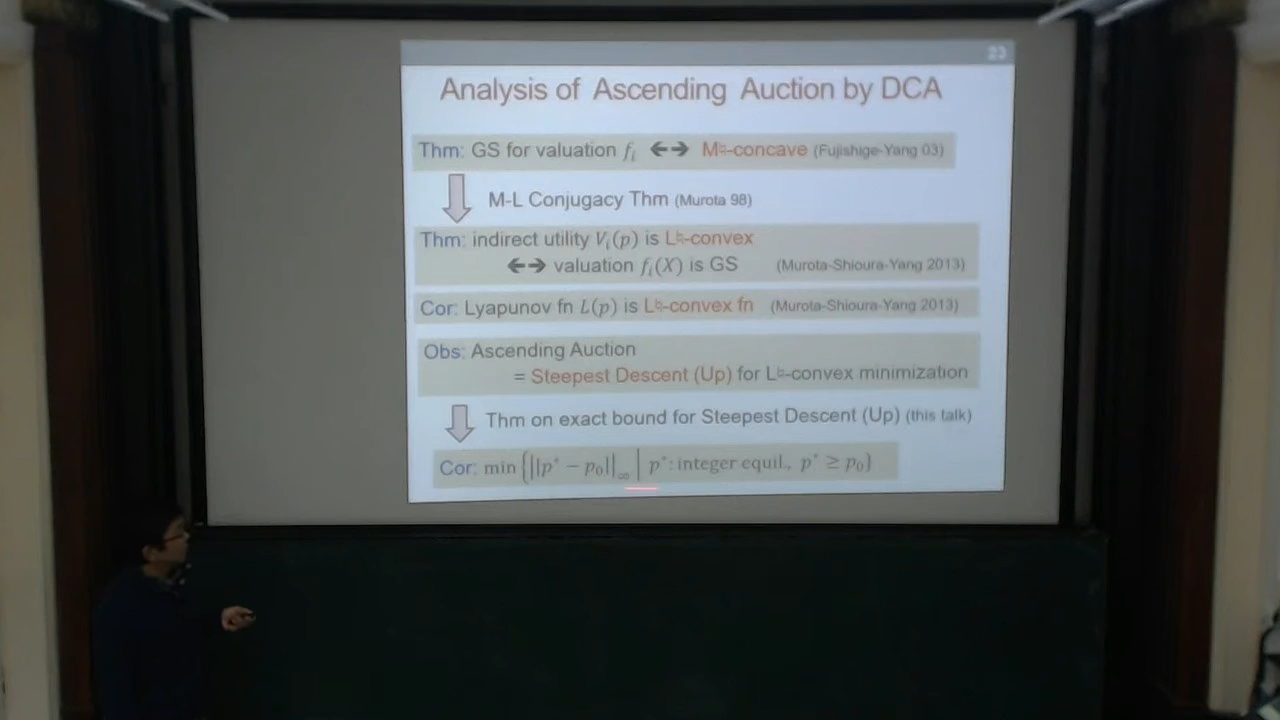 23
Analysis of Ascending Auction by DCA
Thm: GS for valuation fᵢ ↔ M♮-concave (Fujishige-Yang 03)
M-L Conjugacy Thm (Murota 98)
Thm: indirect utility Vᵢ(p) is L♮-convex
↔ valuation fᵢ(X) is GS (Murota-Shioura-Yang 2013)
Cor: Lyapunov fn L(p) is L♮-convex fn (Murota-Shioura-Yang 2013)
Obs: Ascending Auction
= Steepest Descent (Up) for L♮-convex minimization
Thm on exact bound for Steepest Descent (Up) (this talk)
Cor: min {||p* − p₀||∞ | p*: integer equil., p* ≥ p₀}